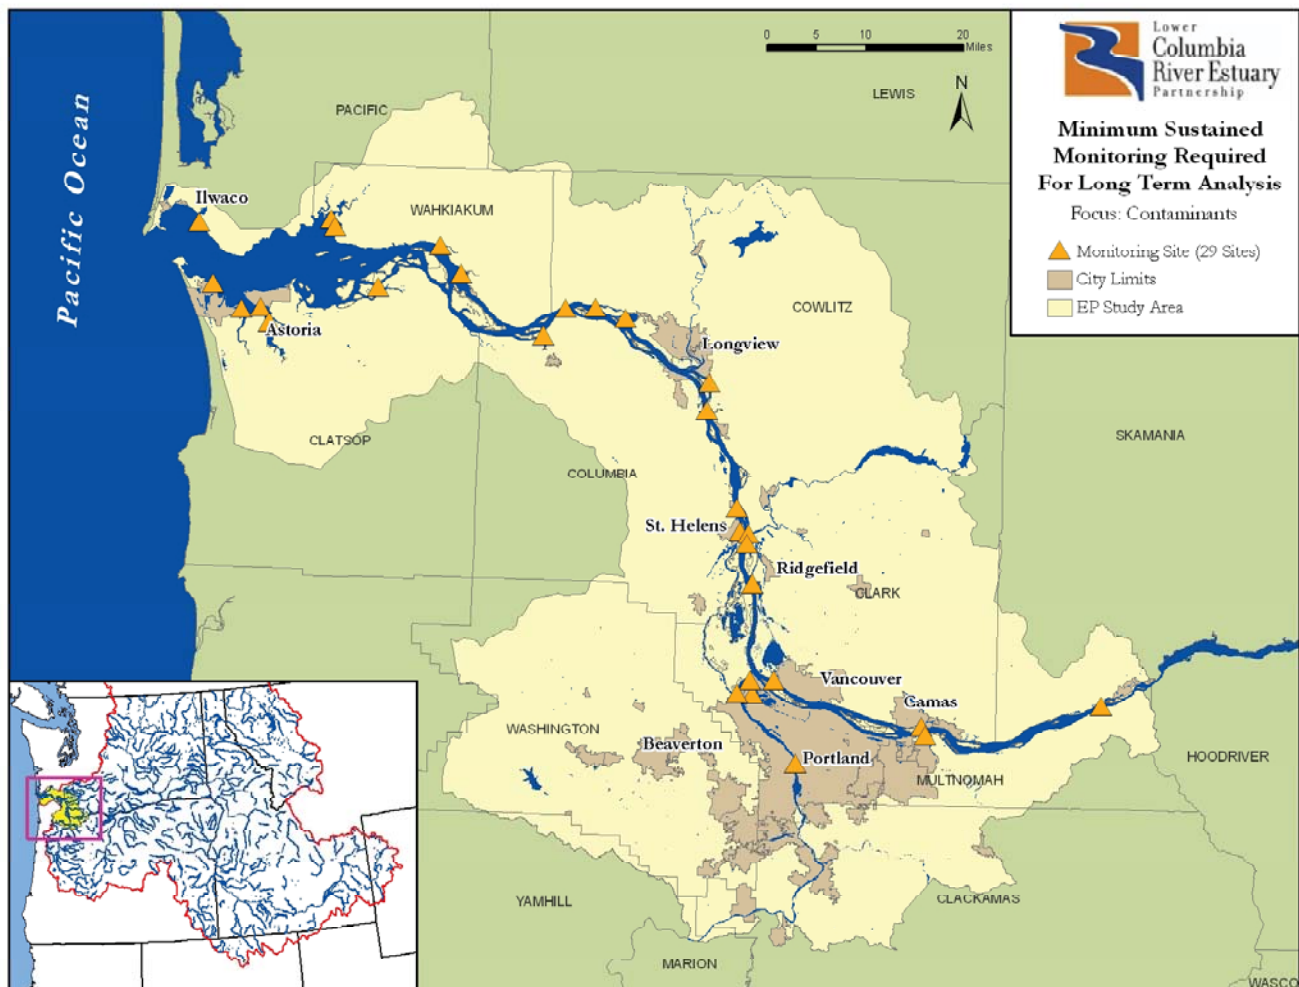 0 5 10 20
Miles
N
Lower
Columbia
River Estuary
Partnership
Minimum Sustained
Monitoring Required
For Long Term Analysis
Focus: Contaminants
Monitoring Site (29 Sites)
City Limits
EP Study Area
Pacific Ocean
PACIFIC
LEWIS
Ilwaco
WAHKIAKUM
COWLITZ
Astoria
Longview
CLATSOP
SKAMANIA
COLUMBIA
St. Helens
Ridgefield
CLARK
Vancouver
Camas
WASHINGTON
Beaverton
Portland
MULTNOMAH
HOODRIVER
YAMHILL
CLACKAMAS
MARION
WASCO